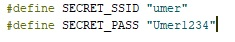 #define SECRET_SSID "umer"
#define SECRET_PASS "Umer1234"